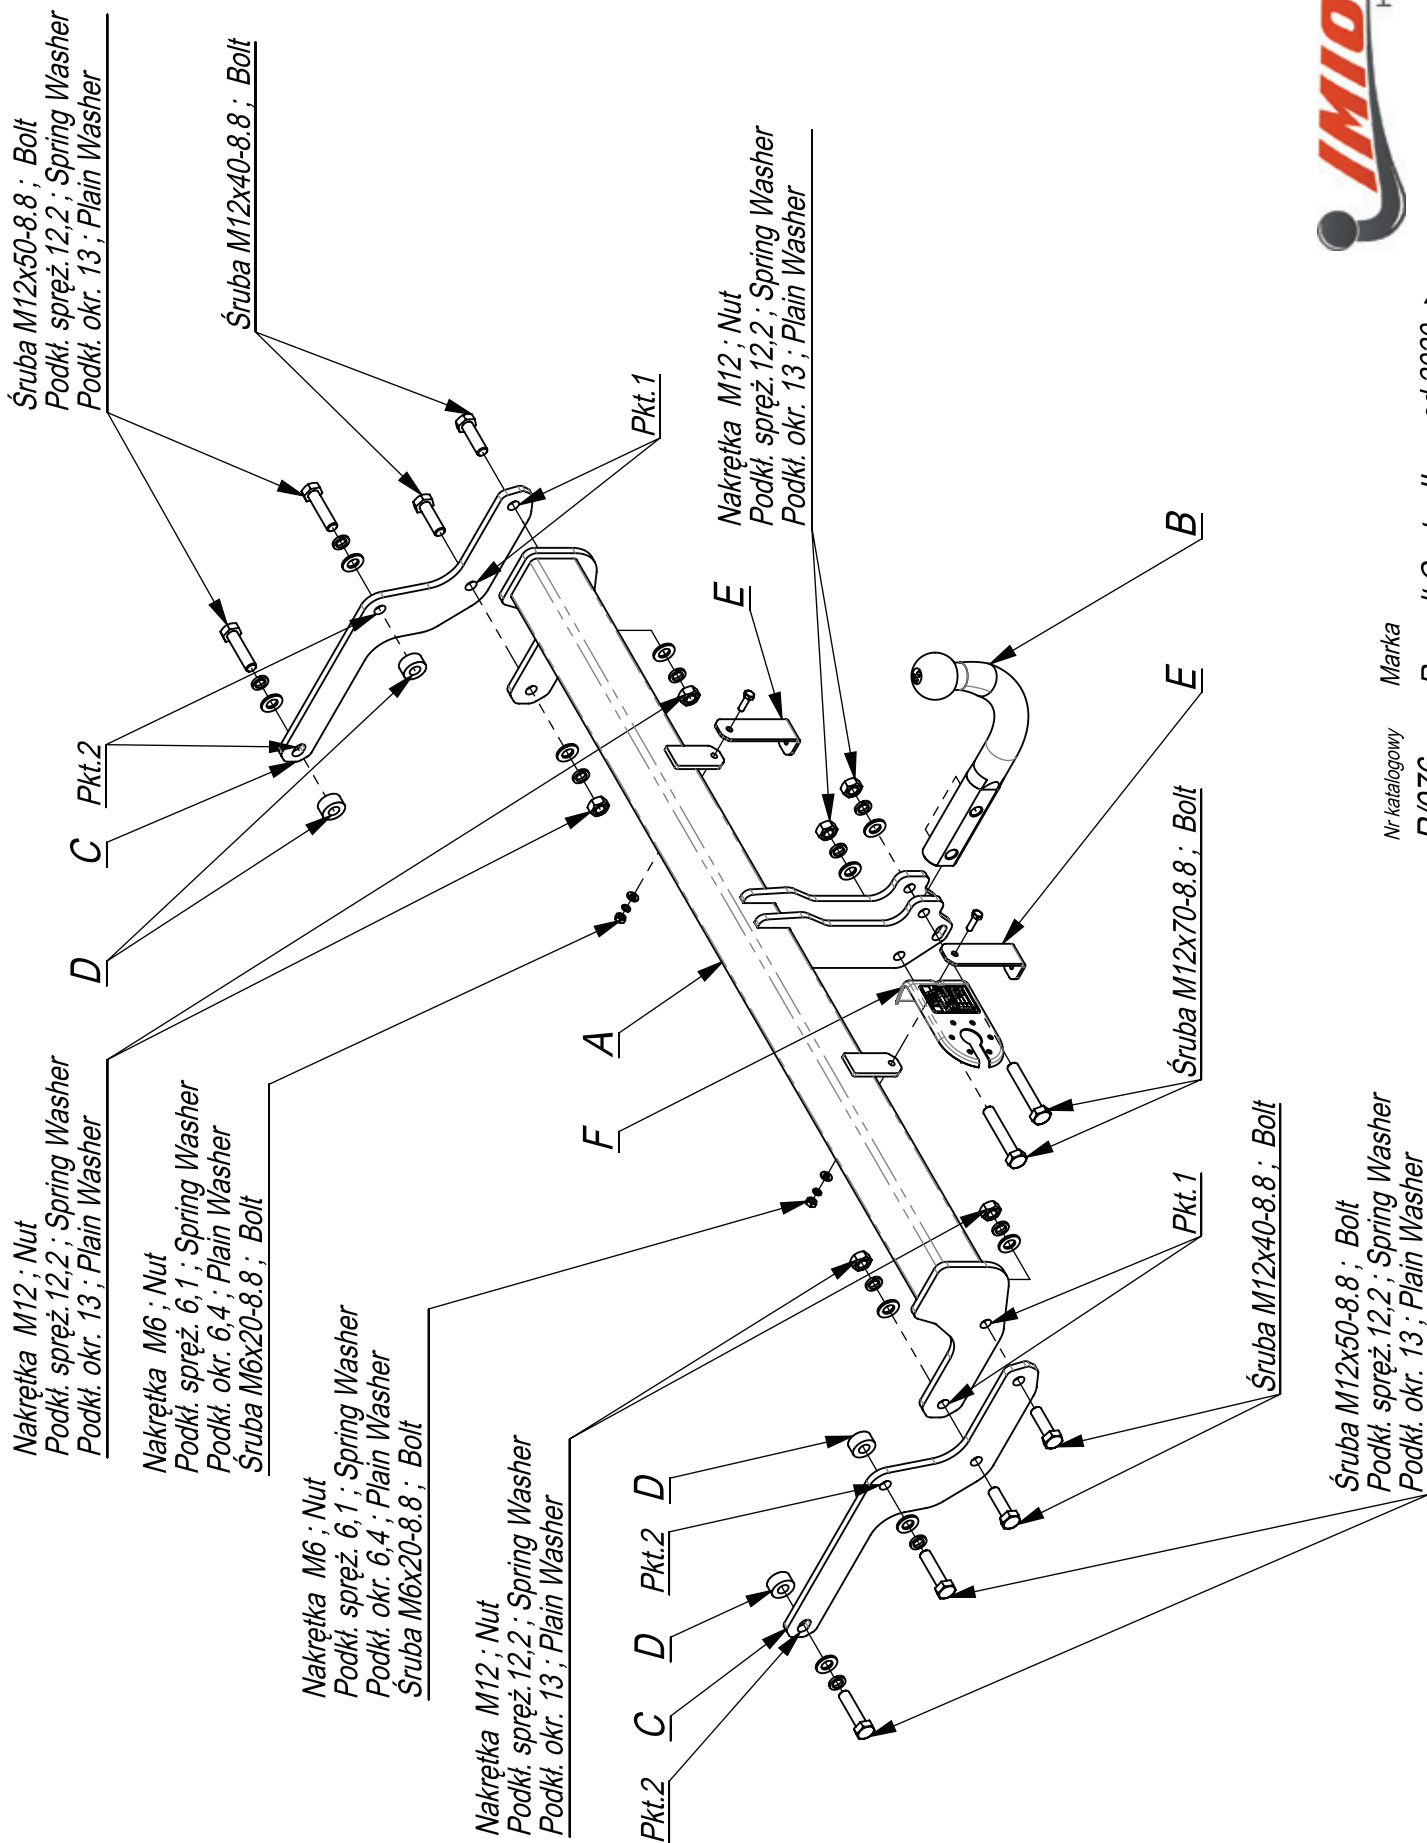 Śruba M12x50-8.8 ; Bolt
Podkł. spręż.12,2 ; Spring Washer
Podkł. okr. 13 ; Plain Washer
Śruba M12x40-8.8 ; Bolt
Pkt.1
Nakrętka M12 ; Nut
Podkł. spręż.12,2 ; Spring Washer
Podkł. okr. 13 ; Plain Washer
Pkt.2
C
D
E
B
E
Nakrętka M12 ; Nut
Podkł. spręż.12,2 ; Spring Washer
Podkł. okr. 13 ; Plain Washer
Nakrętka M6 ; Nut
Podkł. spręż. 6,1 ; Spring Washer
Podkł. okr. 6,4 ; Plain Washer
Śruba M6x20-8.8 ; Bolt
A
F
Śruba M12x70-8.8 ; Bolt
Nakrętka M6 ; Nut
Podkł. spręż. 6,1 ; Spring Washer
Podkł. okr. 6,4 ; Plain Washer
Śruba M6x20-8.8 ; Bolt
Nakrętka M12 ; Nut
Podkł. spręż.12,2 ; Spring Washer
Podkł. okr. 13 ; Plain Washer
Pkt.1
Śruba M12x40-8.8 ; Bolt
Pkt.2
C
D
Pkt.2
D
Śruba M12x50-8.8 ; Bolt
Podkł. spręż.12,2 ; Spring Washer
Podkł. okr. 13 ; Plain Washer
IMIO
Nr katalogowy Marka